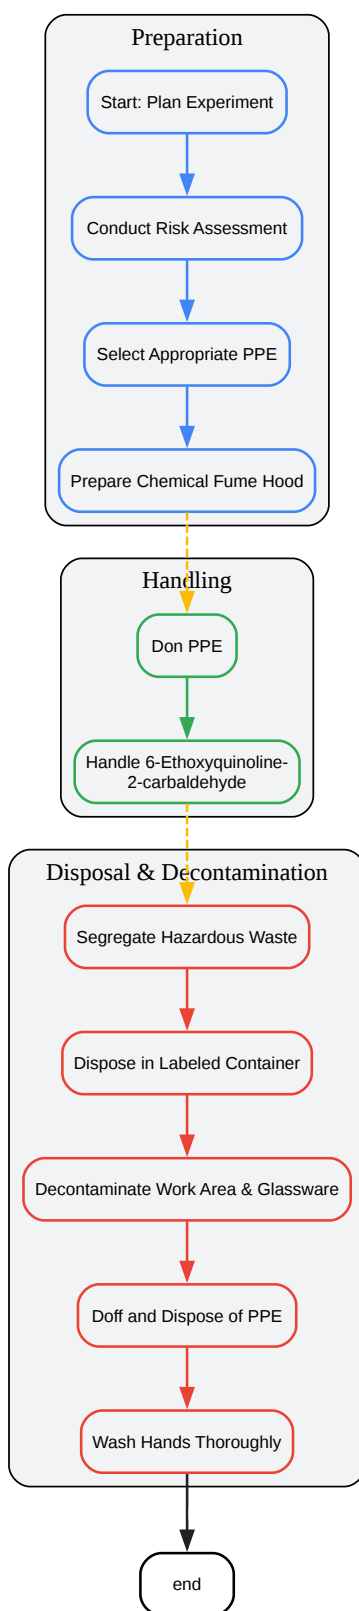 Preparation
Start: Plan Experiment
Conduct Risk Assessment
Select Appropriate PPE
Prepare Chemical Fume Hood
Handling
Don PPE
Handle 6-Ethoxyquinoline-
2-carbaldehyde
Disposal & Decontamination
Segregate Hazardous Waste
Dispose in Labeled Container
Decontaminate Work Area & Glassware
Doff and Dispose of PPE
Wash Hands Thoroughly
end